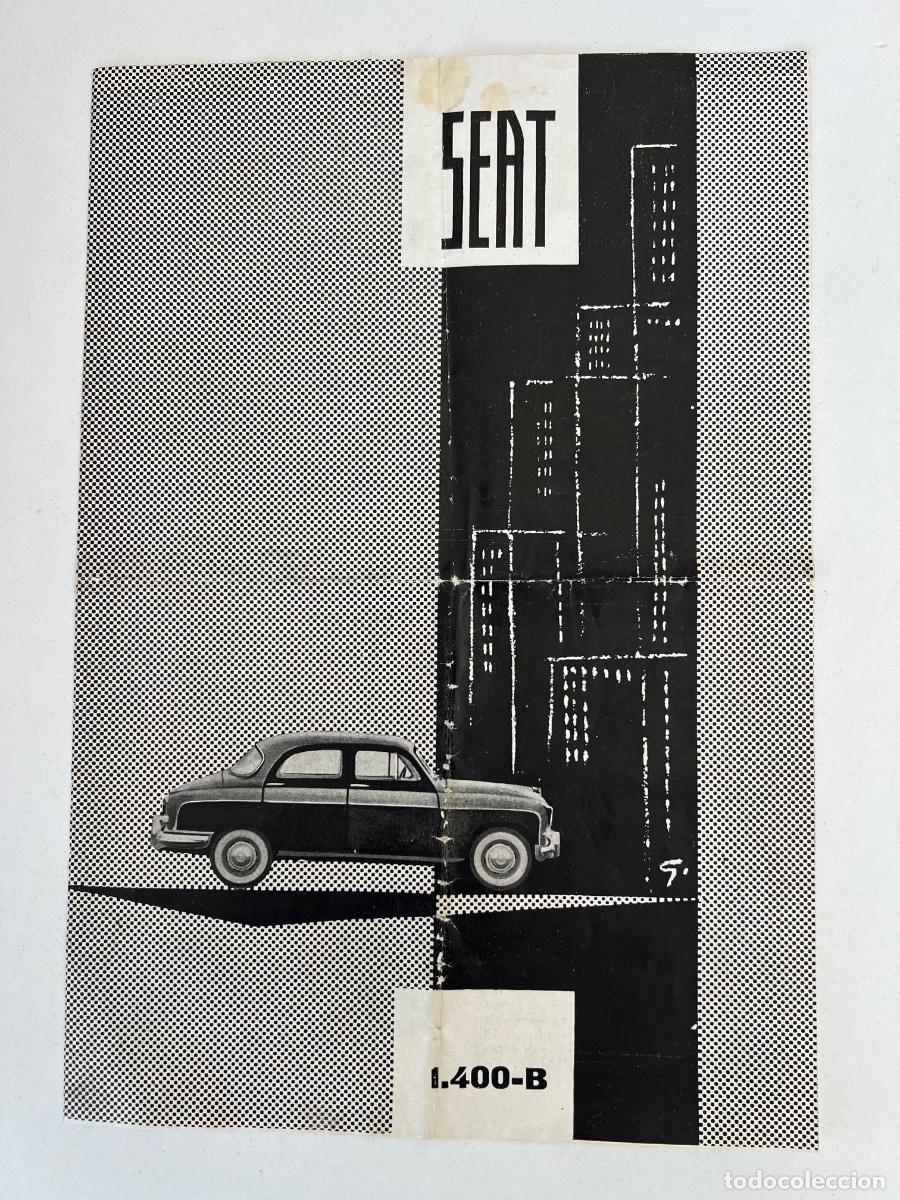 SEAT
G.
1.400-B
todocoleccion